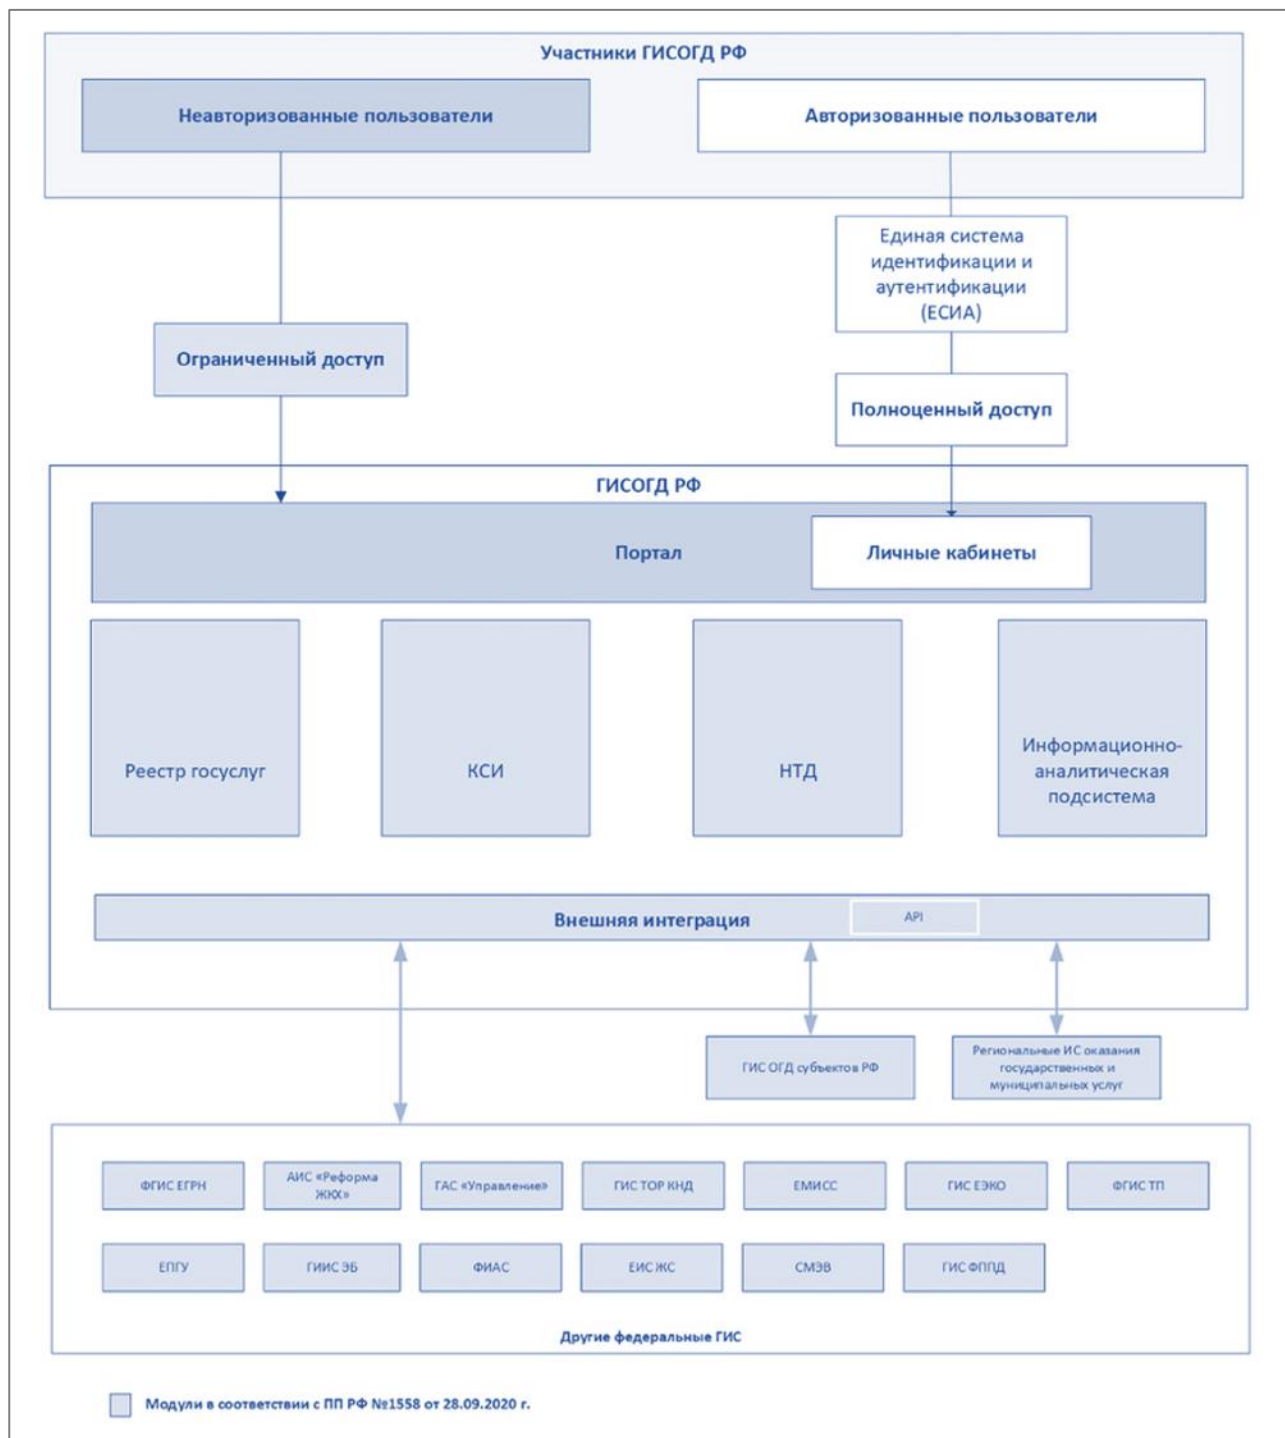 Участники ГИСОГД РФ
Неавторизованные пользователи
Авторизованные пользователи
Единая система
идентификации и
аутентификации
(ЕСИА)
Ограниченный доступ
Полноценный доступ
ГИСОГД РФ
Портал
Личные кабинеты
Реестр госуслуг
КСИ
НТД
Информационно-
аналитическая
подсистема
Внешняя интеграция
API
ГИС ОГД субъектов РФ
Региональные ИС оказания
государственных и
муниципальных услуг
ФГИС ЕГРН
АИС «Реформа
ЖКХ»
ГАС «Управление»
ГИС ТОР КНД
ЕМИСС
ГИС ЕЭКО
ФГИС ТП
ЕПГУ
ГИИС ЭБ
ФИАС
ЕИС ЖС
СМЭВ
ГИС ФППД
Другие федеральные ГИС
Модули в соответствии с ПП РФ №1558 от 28.09.2020 г.